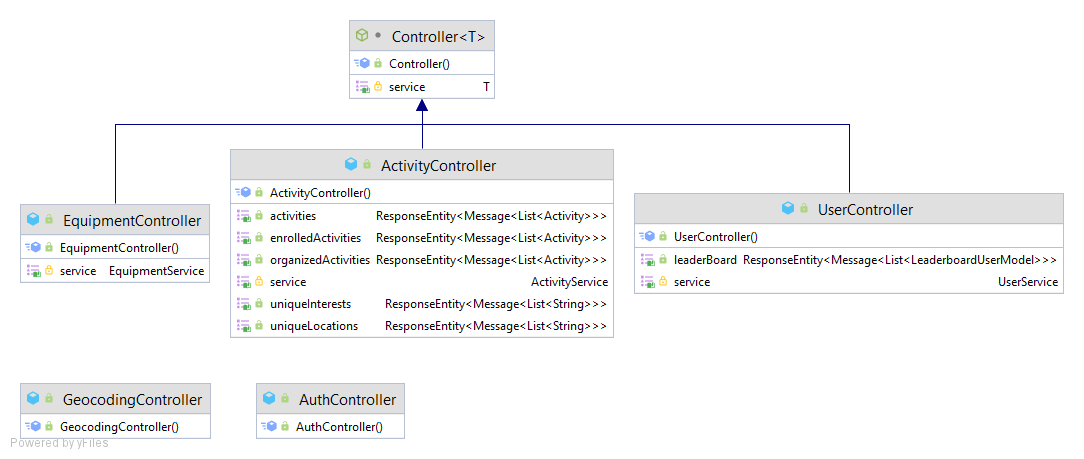 Controller<T>
Controller()
service T
EquipmentController
EquipmentController()
service EquipmentService
ActivityController
ActivityController()
activities ResponseEntity<Message<List<Activity>>>
enrolledActivities ResponseEntity<Message<List<Activity>>>
organizedActivities ResponseEntity<Message<List<Activity>>>
service ActivityService
uniqueInterests ResponseEntity<Message<List<String>>>
uniqueLocations ResponseEntity<Message<List<String>>>
UserController
UserController()
leaderBoard ResponseEntity<Message<List<LeaderboardUserModel>>>
service UserService
GeocodingController
GeocodingController()
AuthController
AuthController()
Powered by yFiles